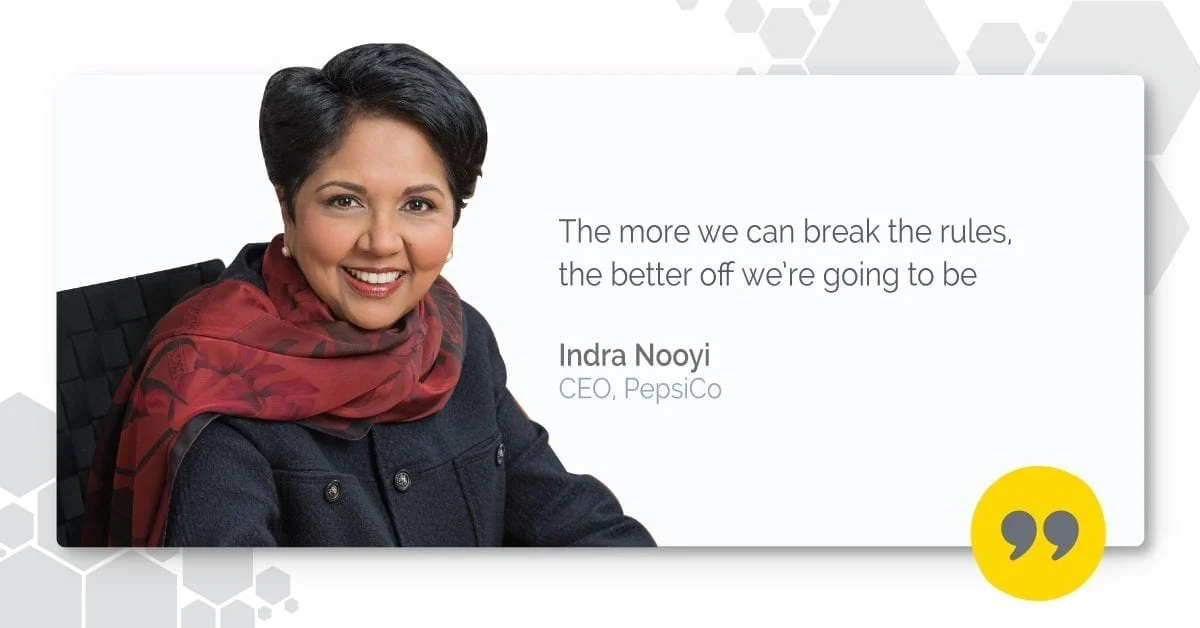 The more we can break the rules,
the better off we're going to be
Indra Nooyi
CEO, PepsiCo